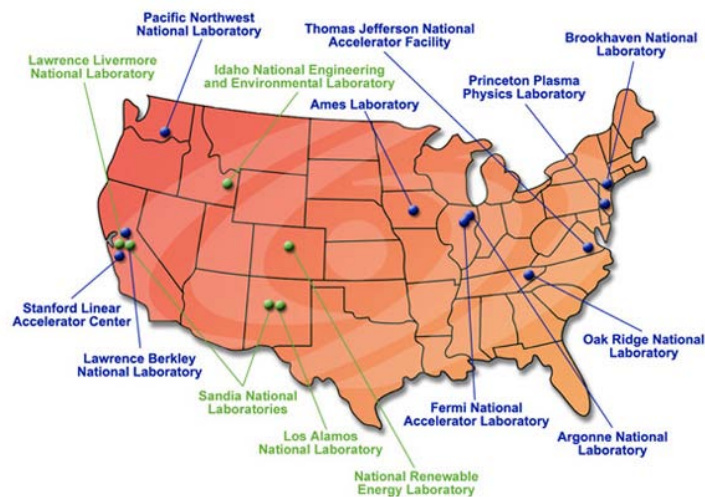 Pacific Northwest
National Laboratory
Thomas Jefferson National
Accelerator Facility
Brookhaven National
Laboratory
Lawrence Livermore
National Laboratory
Idaho National Engineering
and Environmental Laboratory
Princeton Plasma
Physics Laboratory
Ames Laboratory
Stanford Linear
Accelerator Center
Lawrence Berkley
National Laboratory
Oak Ridge National
Laboratory
Sandia National
Laboratories
Fermi National
Accelerator Laboratory
Los Alamos
National Laboratory
Argonne National
Laboratory
National Renewable
Energy Laboratory